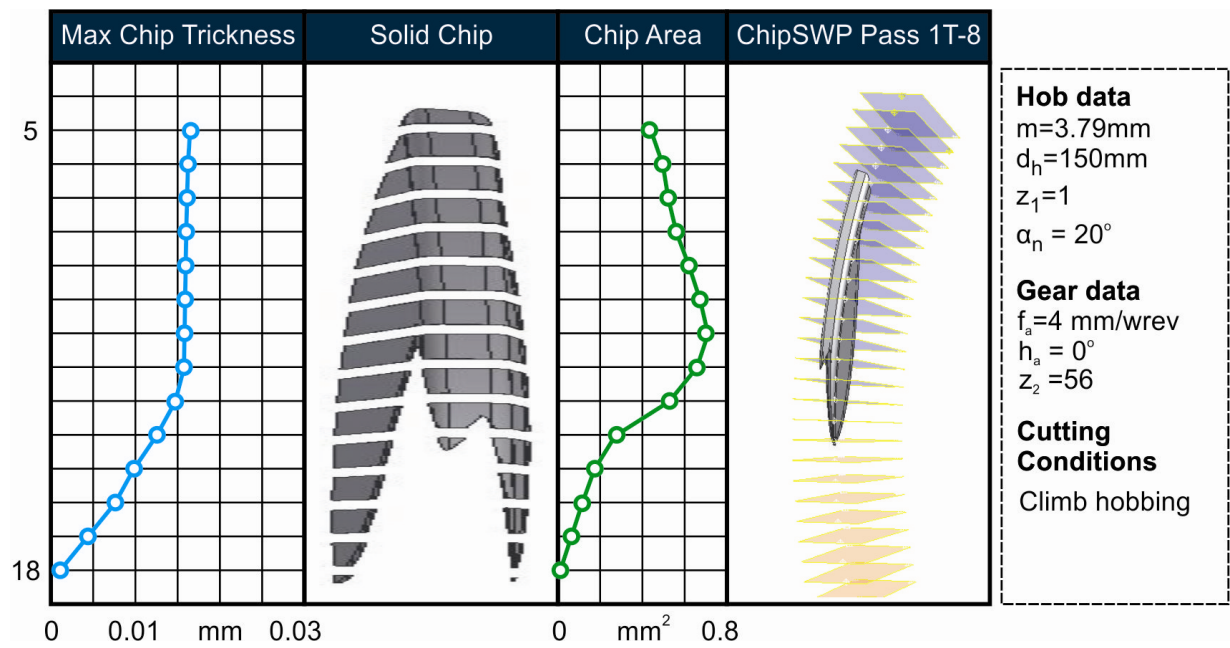 Max Chip Trickness
Solid Chip
Chip Area
ChipSWP Pass 1T-8
5
18
0
0.01
mm
0.03
0
mm²
0.8
Hob data
m=3.79mm
dₕ=150mm
z₁=1
αₙ = 20°
Gear data
fₐ=4 mm/wrev
hₐ = 0°
z₂ =56
Cutting
Conditions
Climb hobbing